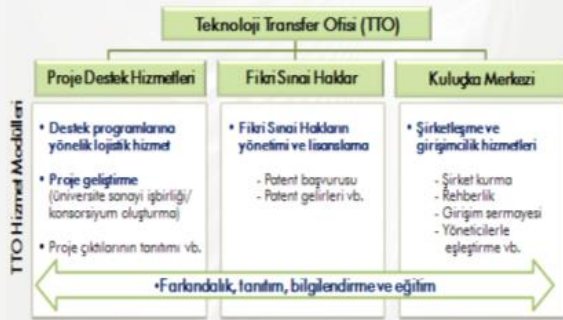 Teknoloji Transfer Ofisi (TTO)
TTO Hizmet Modülleri
Proje Destek Hizmetleri
• Destek programlarına
yönelik lojistik hizmet
• Proje geliştirme
(üniversite sanayi işbirliği/
konsorsiyum oluşturma)
• Proje çıktılarının tanıtımı vb.
Fikri Sınai Haklar
• Fikri Sınai Hakların
yönetimi ve lisanslama
- Patent başvurusu
- Patent gelirleri vb.
Kuluçka Merkezi
• Şirketleşme ve
girişimcilik hizmetleri
- Şirket kurma
- Rehberlik
- Girişim sermayesi
- Yöneticilerle
eşleştirme vb.
•Farkındalık, tanıtım, bilgilendirme ve eğitim